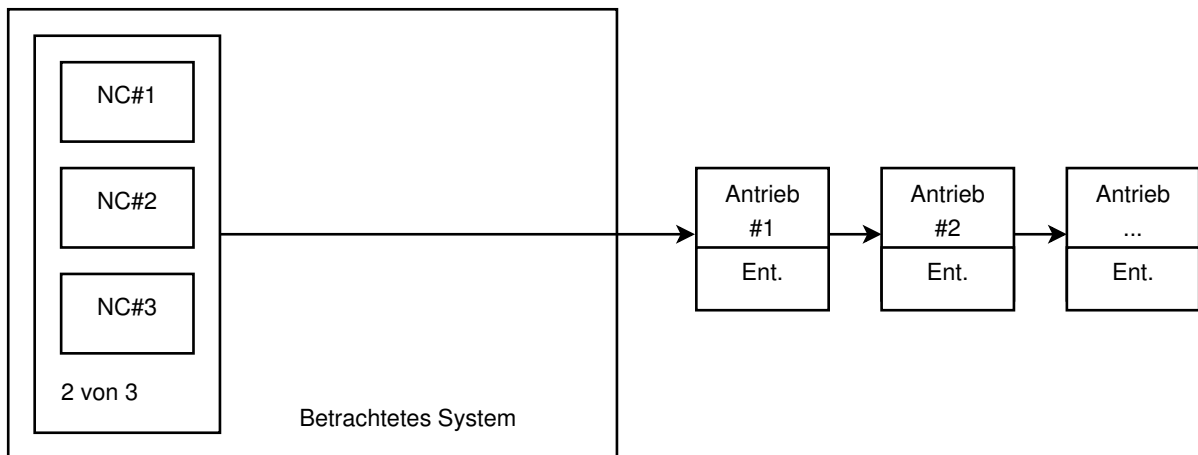 NC#1
NC#2
NC#3
2 von 3
Betrachtetes System
Antrieb
#1
Ent.
Antrieb
#2
Ent.
Antrieb
...
Ent.